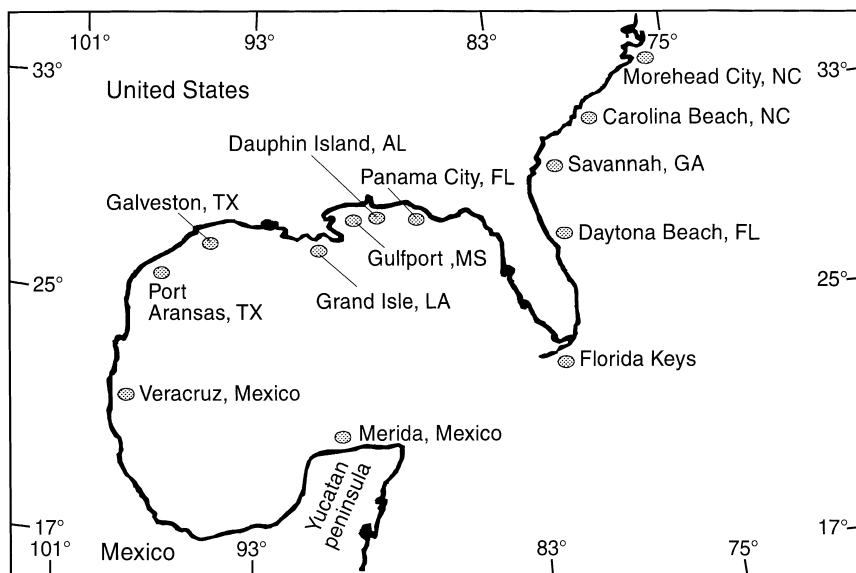 101°
93°
83°
75°
33°
33°
United States
Morehead City, NC
Carolina Beach, NC
Dauphin Island, AL
Savannah, GA
Panama City, FL
Galveston, TX
Daytona Beach, FL
Gulfport ,MS
25°
25°
Port
Aransas, TX
Grand Isle, LA
Florida Keys
Veracruz, Mexico
Merida, Mexico
Yucatan
peninsula
17°
17°
Mexico
101°
93°
83°
75°